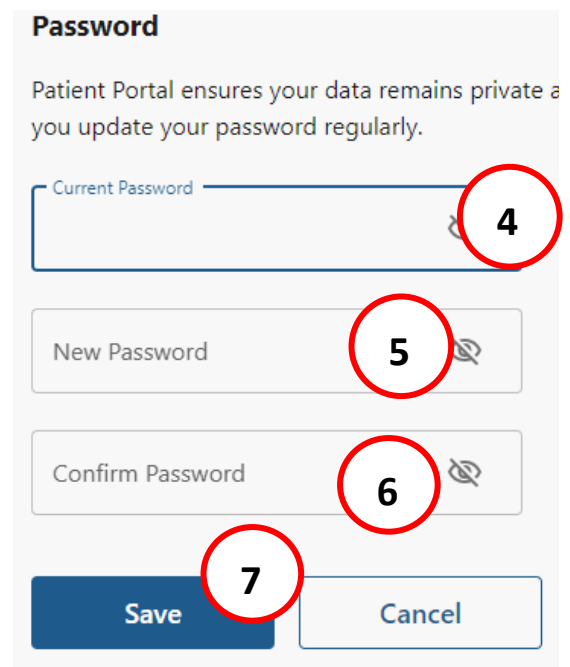 Password
Patient Portal ensures your data remains private a
you update your password regularly.
Current Password
4
New Password
5
Confirm Password
6
7
Save
Cancel